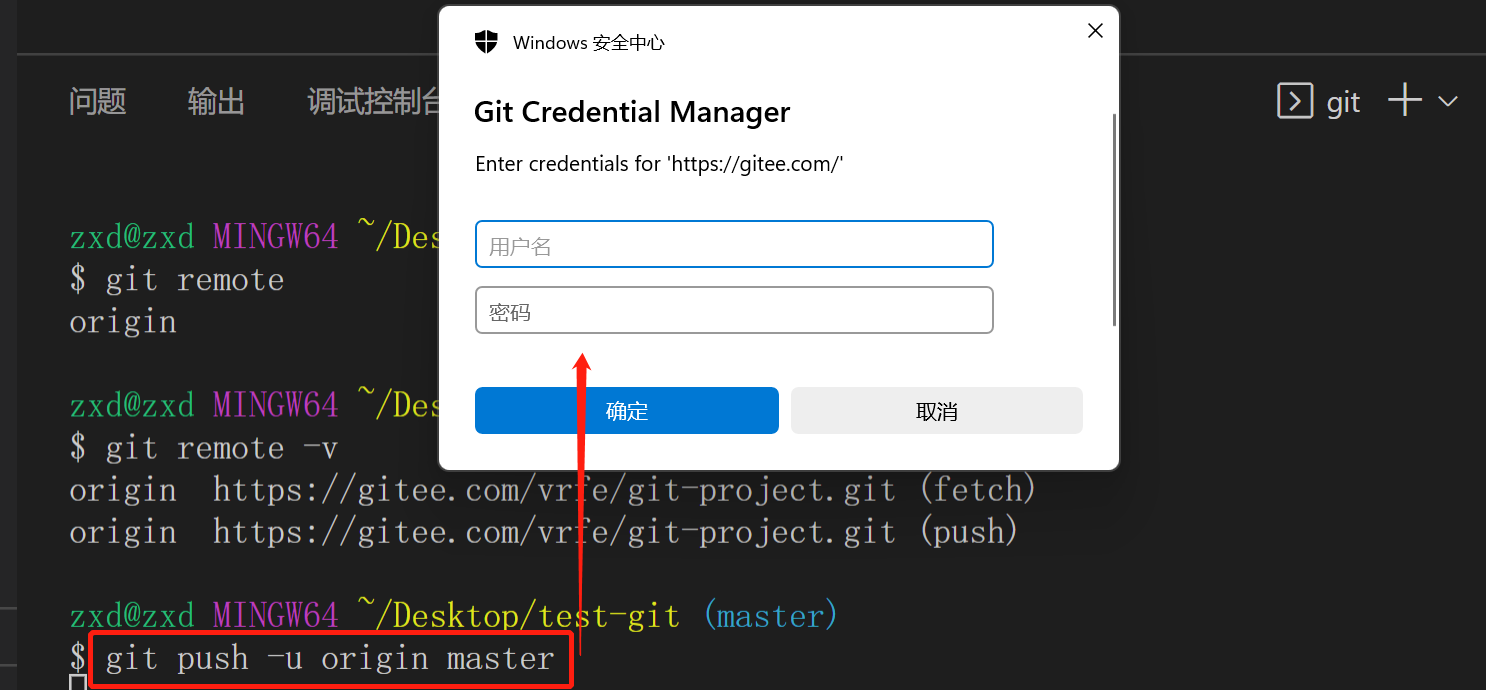 Windows 安全中心
Git Credential Manager
Enter credentials for 'https://gitee.com/'
用户名
密码
确定
取消
问题 输出 调试控制台
git
zxd@zxd MINGW64 ~/Des
$ git remote
origin
zxd@zxd MINGW64 ~/Des
$ git remote -v
origin  https://gitee.com/vrfe/git-project.git (fetch)
origin  https://gitee.com/vrfe/git-project.git (push)
zxd@zxd MINGW64 ~/Desktop/test-git (master)
$ git push -u origin master